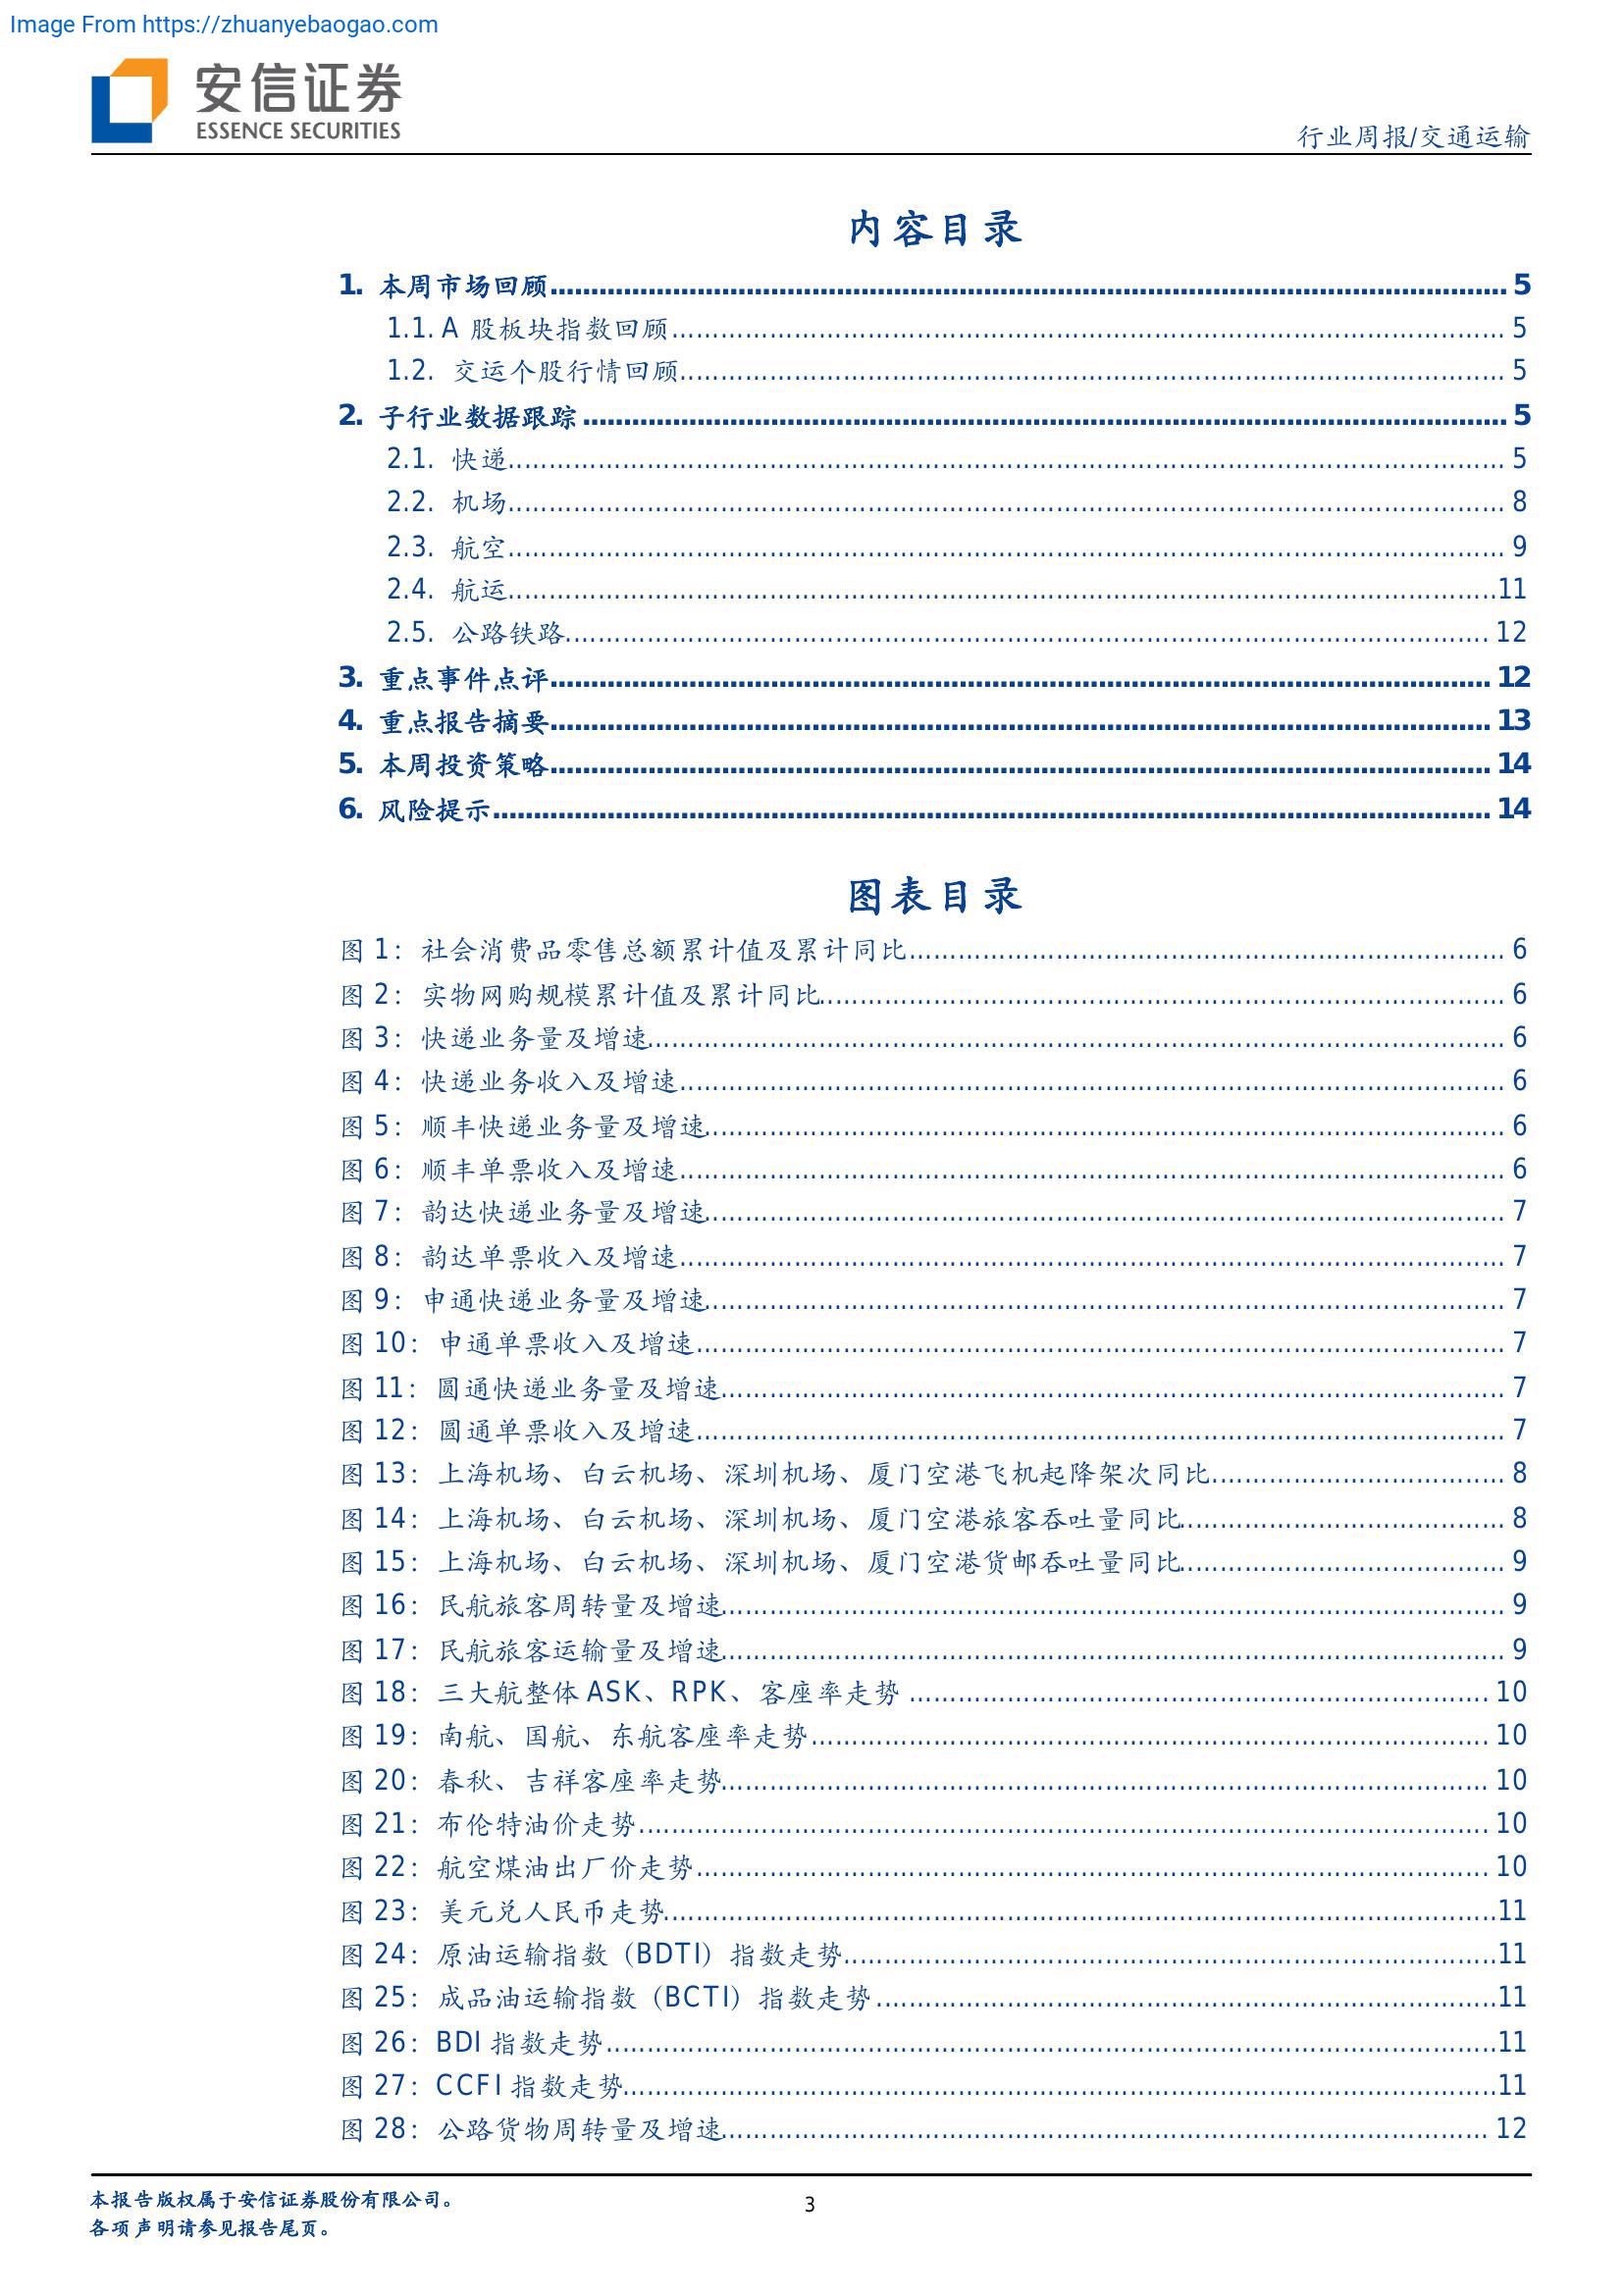 Image From https://zhuanyebaogao.com
安信证券
ESSENCE SECURITIES
行业周报/交通运输
内容目录
1. 本周市场回顾 5
1.1. A 股板块指数回顾 5
1.2. 交运个股行情回顾 5
2. 子行业数据跟踪 5
2.1. 快递 5
2.2. 机场 8
2.3. 航空 9
2.4. 航运 11
2.5. 公路铁路 12
3. 重点事件点评 12
4. 重点报告摘要 13
5. 本周投资策略 14
6. 风险提示 14
图表目录
图 1：社会消费品零售总额累计值及累计同比 6
图 2：实物网购规模累计值及累计同比 6
图 3：快递业务量及增速 6
图 4：快递业务收入及增速 6
图 5：顺丰快递业务量及增速 6
图 6：顺丰单票收入及增速 6
图 7：韵达快递业务量及增速 7
图 8：韵达单票收入及增速 7
图 9：申通快递业务量及增速 7
图 10：申通单票收入及增速 7
图 11：圆通快递业务量及增速 7
图 12：圆通单票收入及增速 7
图 13：上海机场、白云机场、深圳机场、厦门空港飞机起降架次同比 8
图 14：上海机场、白云机场、深圳机场、厦门空港旅客吞吐量同比 8
图 15：上海机场、白云机场、深圳机场、厦门空港货邮吞吐量同比 9
图 16：民航旅客周转量及增速 9
图 17：民航旅客运输量及增速 9
图 18：三大航整体 ASK、RPK、客座率走势 10
图 19：南航、国航、东航客座率走势 10
图 20：春秋、吉祥客座率走势 10
图 21：布伦特油价走势 10
图 22：航空煤油出厂价走势 10
图 23：美元兑人民币走势 11
图 24：原油运输指数（BDTI）指数走势 11
图 25：成品油运输指数（BCTI）指数走势 11
图 26：BDI 指数走势 11
图 27：CCFI 指数走势 11
图 28：公路货物周转量及增速 12
本报告版权属于安信证券股份有限公司。
3
各项声明请参见报告尾页。